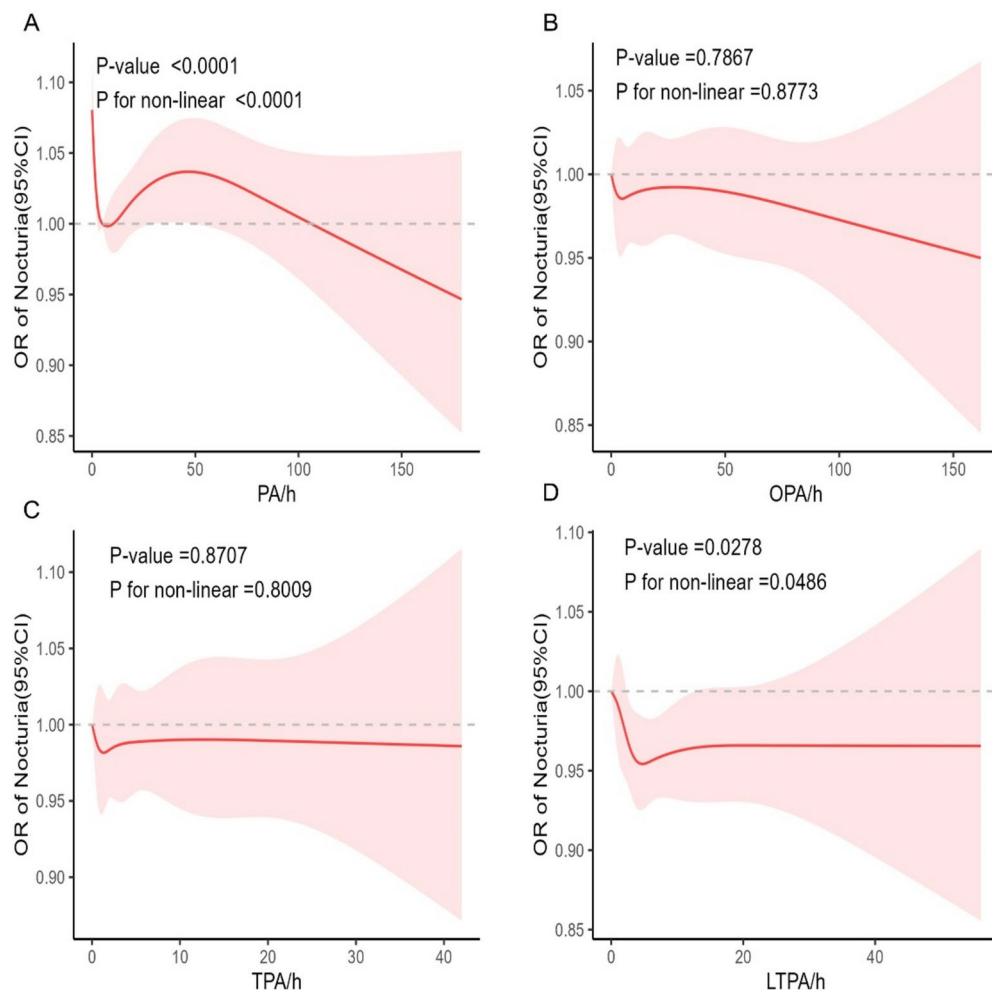 A
P-value <0.0001
P for non-linear <0.0001
OR of Nocturia(95%CI)
1.10
1.05
1.00
0.95
0.90
0.85
0
50
100
150
PA/h
B
P-value =0.7867
P for non-linear =0.8773
OR of Nocturia(95%CI)
1.05
1.00
0.95
0.90
0.85
0
50
100
150
OPA/h
C
P-value =0.8707
P for non-linear =0.8009
OR of Nocturia(95%CI)
1.10
1.05
1.00
0.95
0.90
0
10
20
30
40
TPA/h
D
P-value =0.0278
P for non-linear =0.0486
OR of Nocturia(95%CI)
1.10
1.05
1.00
0.95
0.90
0.85
0
20
40
LTPA/h